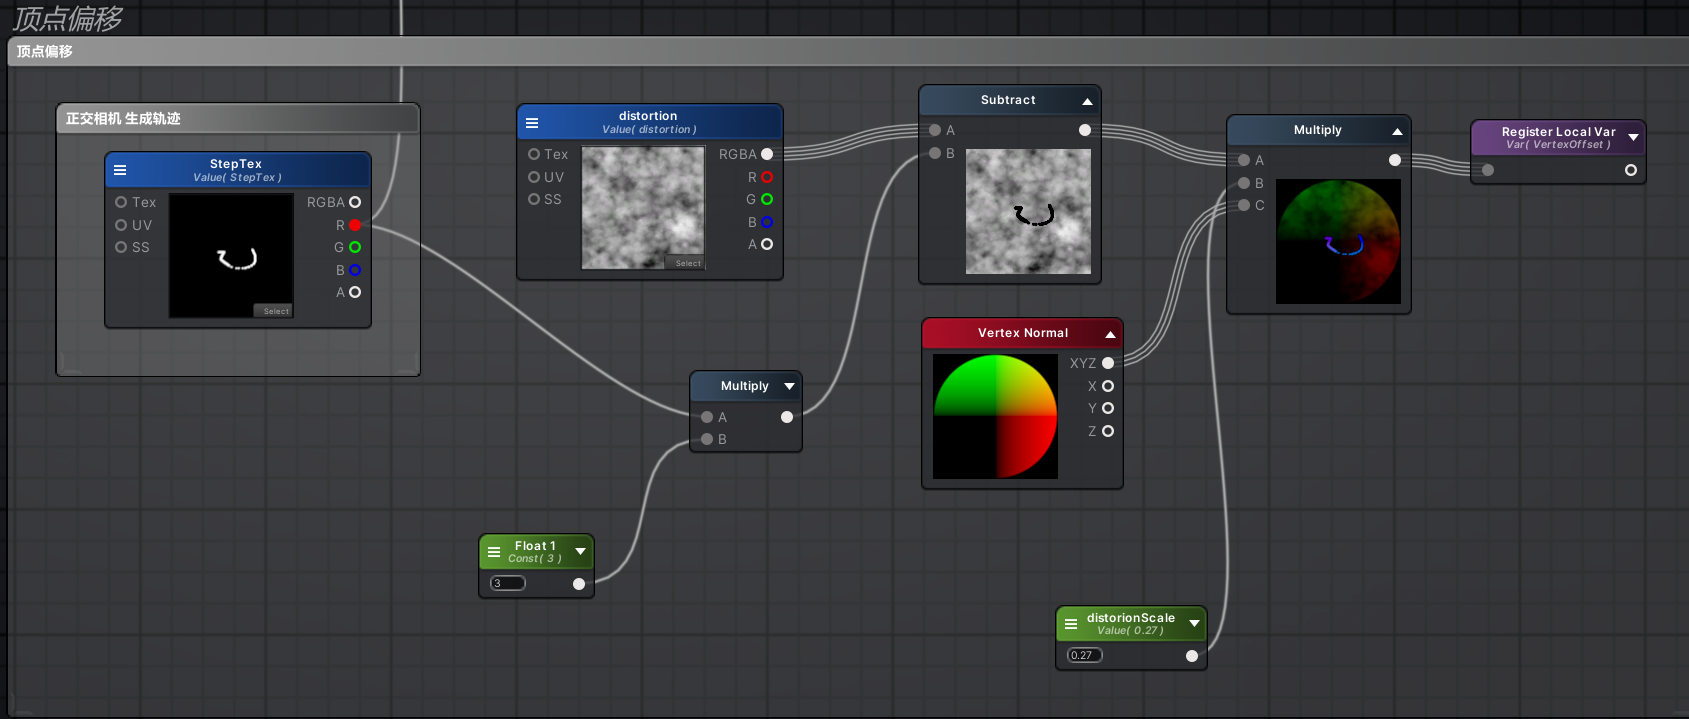 顶点偏移
顶点偏移
正交相机 生成轨迹
StepTex
Value( StepTex )
Tex
RGBA
UV
R
SS
G
B
A
Select
distortion
Value( distortion )
Tex
RGBA
UV
R
SS
G
B
A
Select
Subtract
A
B
Multiply
A
B
C
Register Local Var
Var( VertexOffset )
Vertex Normal
XYZ
X
Y
Z
Multiply
A
B
Float 1
Const( 3 )
3
distorionScale
Value( 0.27 )
0.27